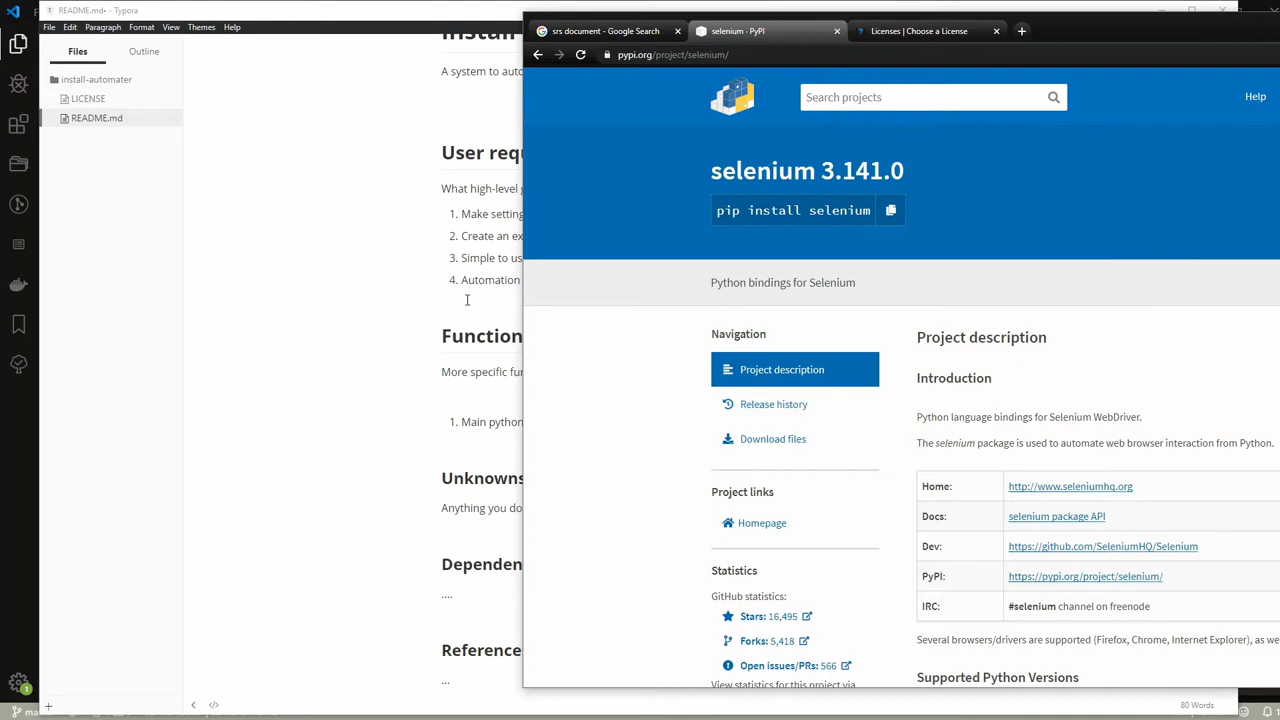 README.md• - Typora
File Edit Paragraph Format View Themes Help
Files Outline
install-automater
LICENSE
README.md
A system to auto
User requ
What high-level
1. Make setting
2. Create an ex
3. Simple to us
4. Automation
Function
More specific fun
1. Main python
Unknowns
Anything you do
Dependen
....
Reference
...
80 Words
srs document - Google Search
selenium · PyPI
Licenses | Choose a License
pypi.org/project/selenium/
Search projects
Help
selenium 3.141.0
pip install selenium
Python bindings for Selenium
Navigation
Project description
Release history
Download files
Project links
Homepage
Statistics
GitHub statistics:
Stars: 16,495
Forks: 5,418
Open issues/PRs: 566
View statistics for this project via
Project description
Introduction
Python language bindings for Selenium WebDriver.
The selenium package is used to automate web browser interaction from Python.
Home: http://www.seleniumhq.org
Docs: selenium package API
Dev: https://github.com/SeleniumHQ/Selenium
PyPI: https://pypi.org/project/selenium/
IRC: #selenium channel on freenode
Several browsers/drivers are supported (Firefox, Chrome, Internet Explorer), as we
Supported Python Versions